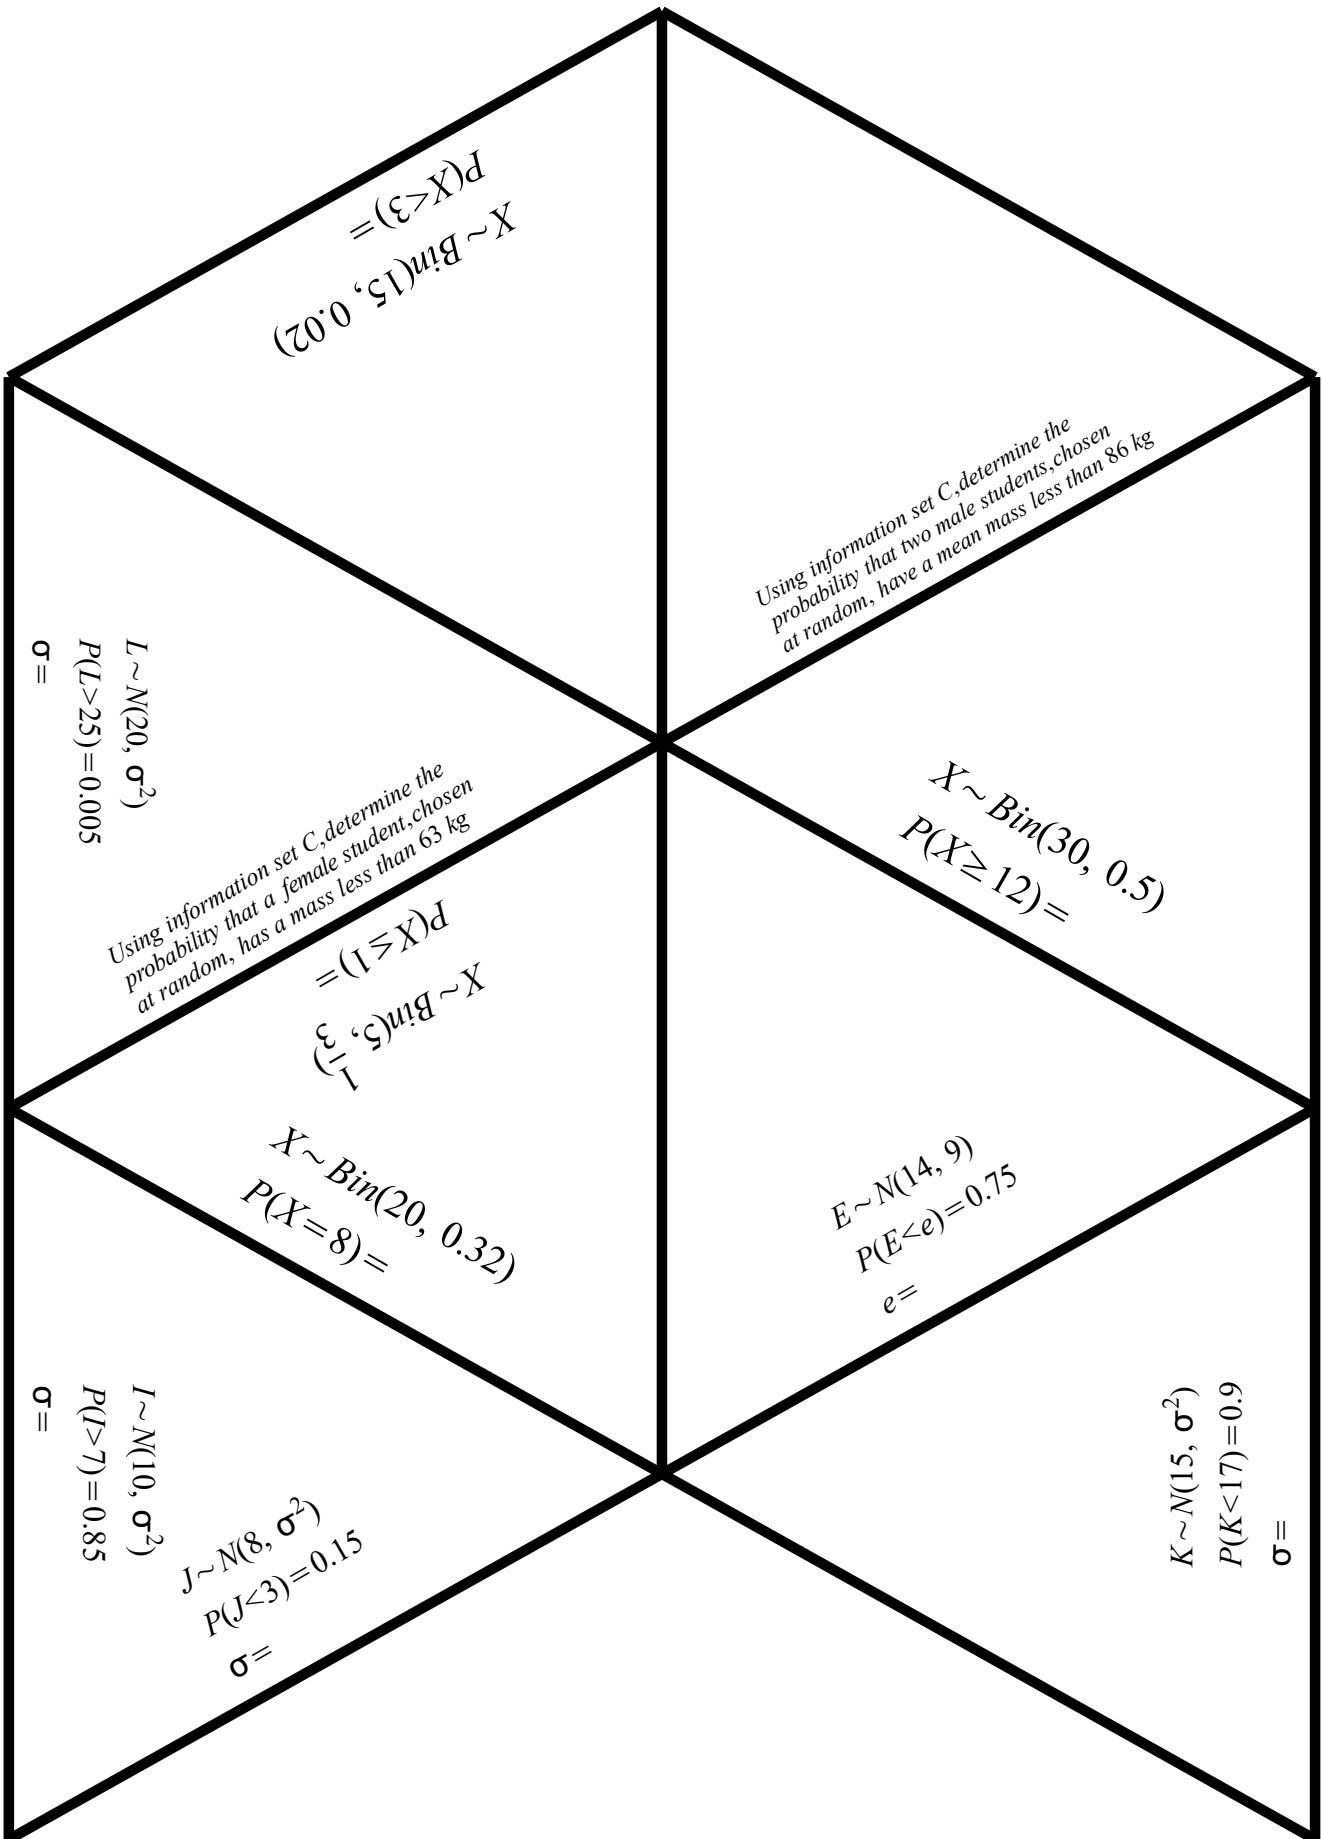 X~Bin(15, 0.02)
P(X<3)=
Using information set C,determine the
probability that two male students,chosen
at random, have a mean mass less than 86 kg
L~N(20, σ²)
P(L>25)=0.005
σ=
Using information set C,determine the
probability that a female student,chosen
at random, has a mass less than 63 kg
X~Bin(30, 0.5)
P(X≥12)=
X~Bin(5, 1/3)
P(X≤1)=
X~Bin(20, 0.32)
P(X=8)=
E~N(14, 9)
P(E<e)=0.75
e=
I~N(10, σ²)
P(I>7)=0.85
σ=
J~N(8, σ²)
P(J<3)=0.15
σ=
K~N(15, σ²)
P(K<17)=0.9
σ=